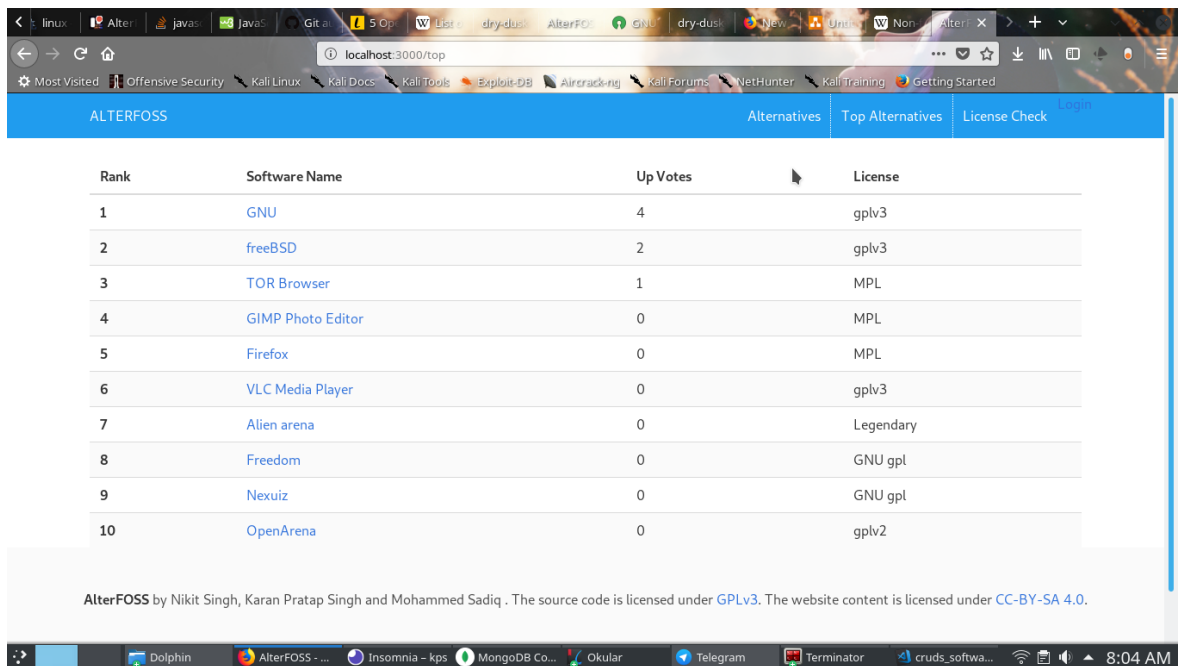 linux Alter javas JavaS Git a 5 Op List dry-dusk AlterFO GNU dry-dusk New Unti Non- Alter
localhost:3000/top
Most Visited Offensive Security Kali Linux Kali Docs Kali Tools Exploit-DB Aircrack-ng Kali Forums NetHunter Kali Training Getting Started
ALTERFOSS Alternatives Top Alternatives License Check Login
Rank Software Name Up Votes License
1 GNU 4 gplv3
2 freeBSD 2 gplv3
3 TOR Browser 1 MPL
4 GIMP Photo Editor 0 MPL
5 Firefox 0 MPL
6 VLC Media Player 0 gplv3
7 Alien arena 0 Legendary
8 Freedom 0 GNU gpl
9 Nexuiz 0 GNU gpl
10 OpenArena 0 gplv2
AlterFOSS by Nikit Singh, Karan Pratap Singh and Mohammed Sadiq . The source code is licensed under GPLv3. The website content is licensed under CC-BY-SA 4.0.
Dolphin AlterFOSS - ... Insomnia – kps MongoDB Co... Okular Telegram Terminator cruds_softwa... 8:04 AM